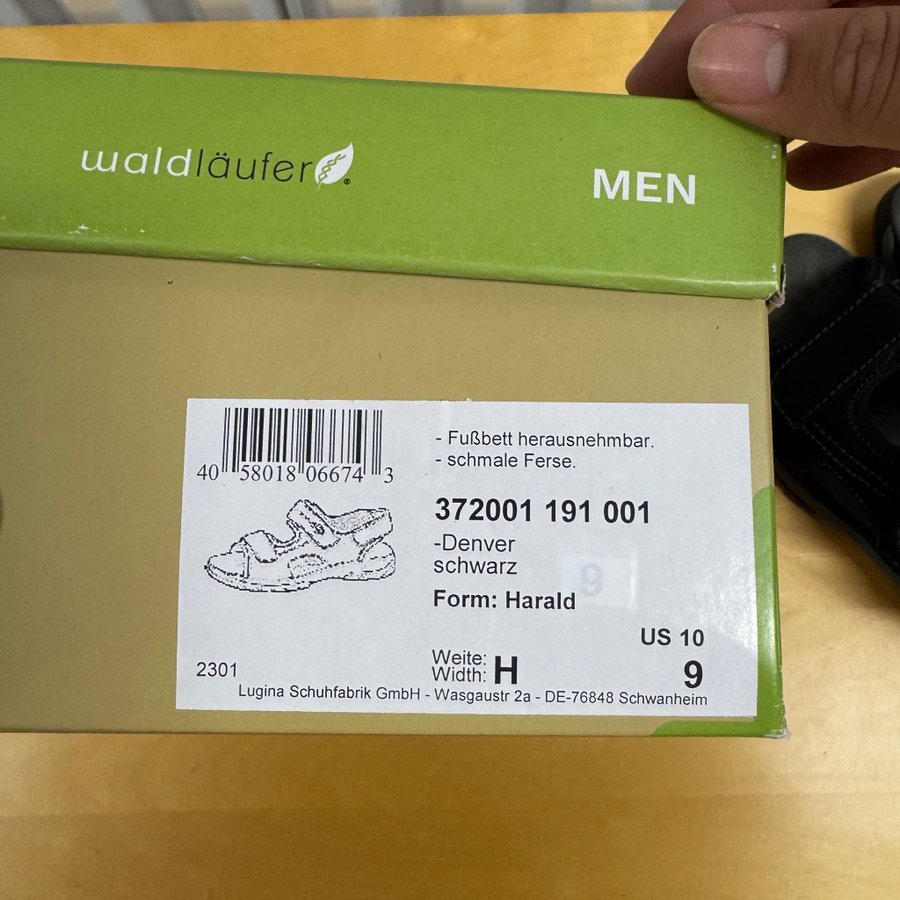 waldläufer®
MEN
40 58018 06674 3
- Fußbett herausnehmbar.
- schmale Ferse.
372001 191 001
-Denver
schwarz
9
Form: Harald
US 10
Weite:
Width: H
9
2301
Lugina Schuhfabrik GmbH - Wasgaustr 2a - DE-76848 Schwanheim